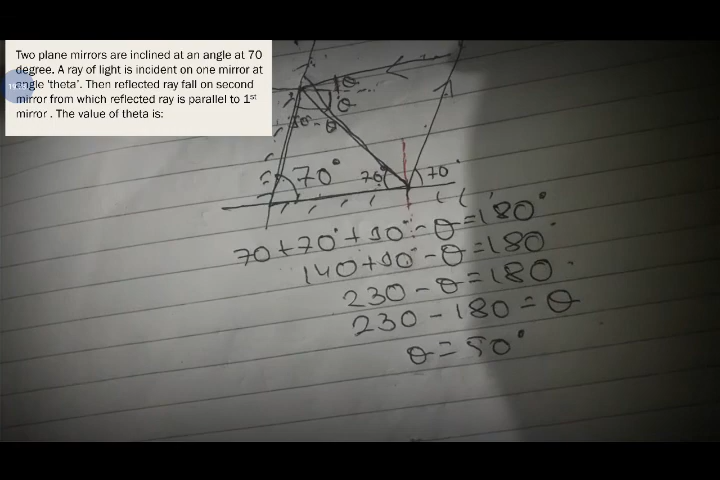 Two plane mirrors are inclined at an angle at 70
degree. A ray of light is incident on one mirror at
angle 'theta'. Then reflected ray fall on second
mirror from which reflected ray is parallel to 1st
mirror . The value of theta is:
θ
θ
90-θ
70°
70°
70°
70+70°+90°-θ=180°
140+90°-θ=180°
230-θ=180
230-180=θ
θ=50°